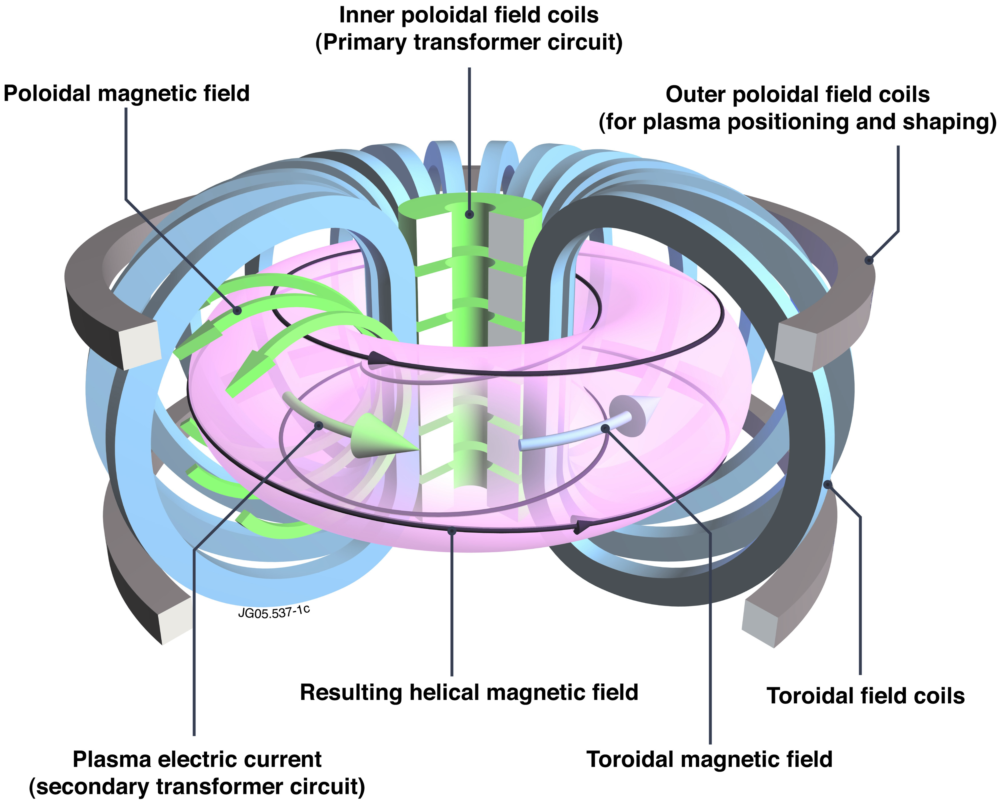 Inner poloidal field coils
(Primary transformer circuit)
Poloidal magnetic field
Outer poloidal field coils
(for plasma positioning and shaping)
JG05.537-1c
Resulting helical magnetic field
Toroidal field coils
Plasma electric current
(secondary transformer circuit)
Toroidal magnetic field